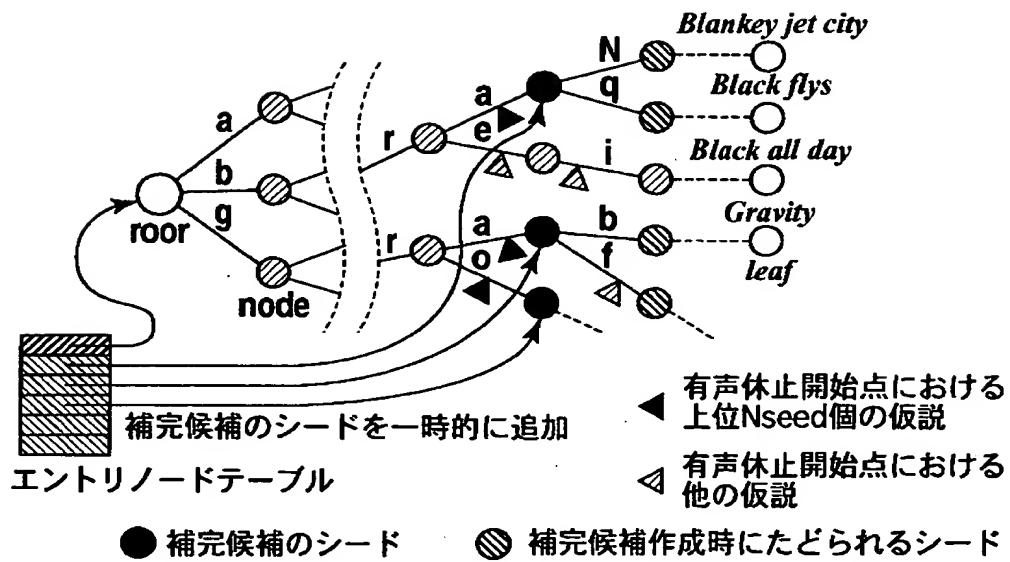 Blankey jet city
N
q
Black flys
a
a
e
r
i
Black all day
b
g
roor
r
a
o
b
f
Gravity
leaf
node
補完候補のシードを一時的に追加
エントリノードテーブル
有声休止開始点における
上位Nseed個の仮説
有声休止開始点における
他の仮説
補完候補のシード
補完候補作成時にたどられるシード